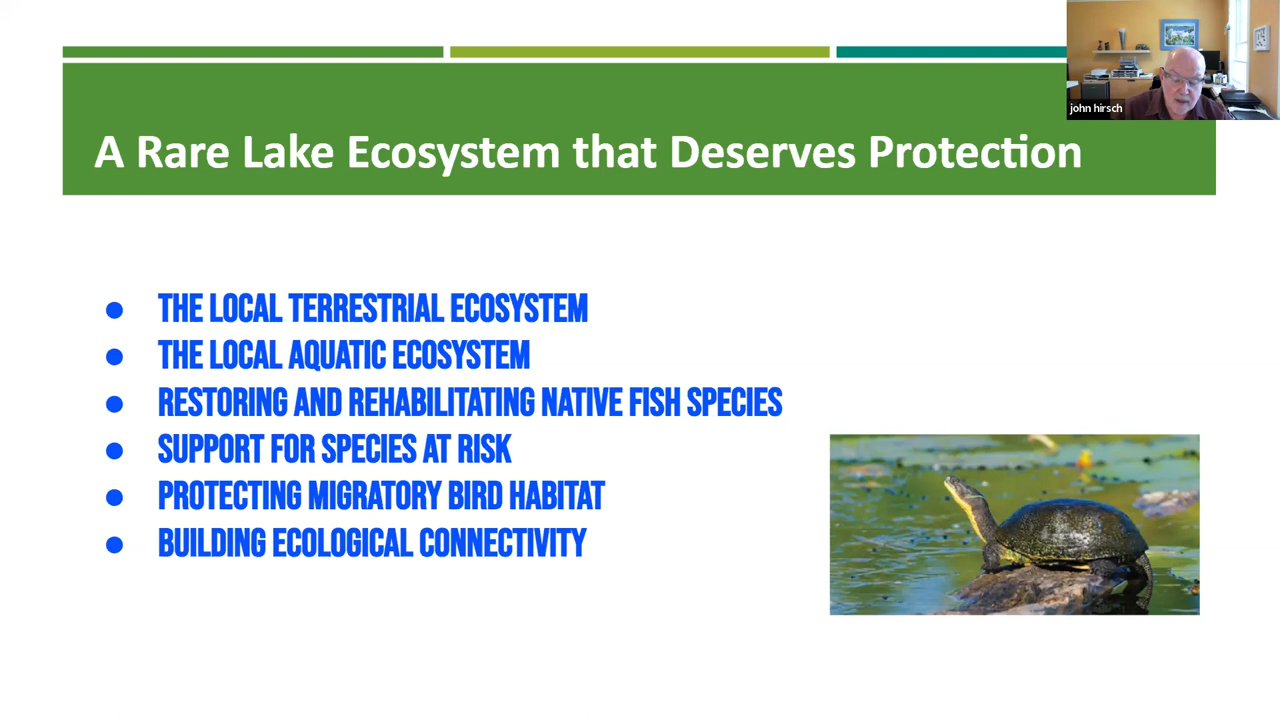 john hirsch
A Rare Lake Ecosystem that Deserves Protection
THE LOCAL TERRESTRIAL ECOSYSTEM
THE LOCAL AQUATIC ECOSYSTEM
RESTORING AND REHABILITATING NATIVE FISH SPECIES
SUPPORT FOR SPECIES AT RISK
PROTECTING MIGRATORY BIRD HABITAT
BUILDING ECOLOGICAL CONNECTIVITY